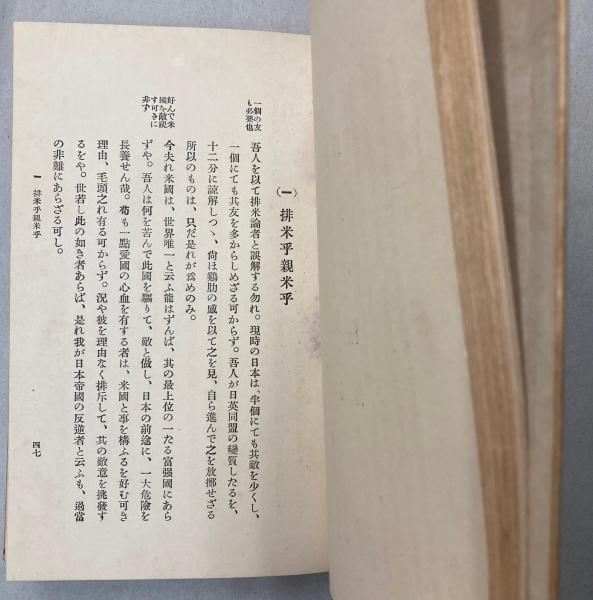 (一) 排米乎親米乎
一個の友
も必要也
吾人を以て排米論者と誤解する勿れ。現時の日本は、半個にても其敵を少くし、
一個にても其友を多からしめざる可からず。吾人が日英同盟の變質したるを、
十二分に諒解しつゝ、尙ほ鷄肋の感を以て之を見、自ら進んで之を放擲せざる
所以のものは、只だ是れが爲めのみ。
好んで米
國を敵視
す可きに
非ず
今夫れ米國は、世界唯一と云ふ能はずんば、其の最上位の一たる富强國にあら
ずや。吾人は何を苦んで此國を驅りて、敵と做し、日本の前途に、一大危險を
長養せん哉。苟も一點愛國の心血を有する者は、米國と事を構ふるを好む可き
理由、毛頭之れ有る可からず。況や彼を理由なく排斥して、其の敵意を挑發す
るをや。世若し此の如き者あらば、是れ我が日本帝國の反逆者と云ふも、過當
の非難にあらざる可し。
一 排米乎親米乎
四七